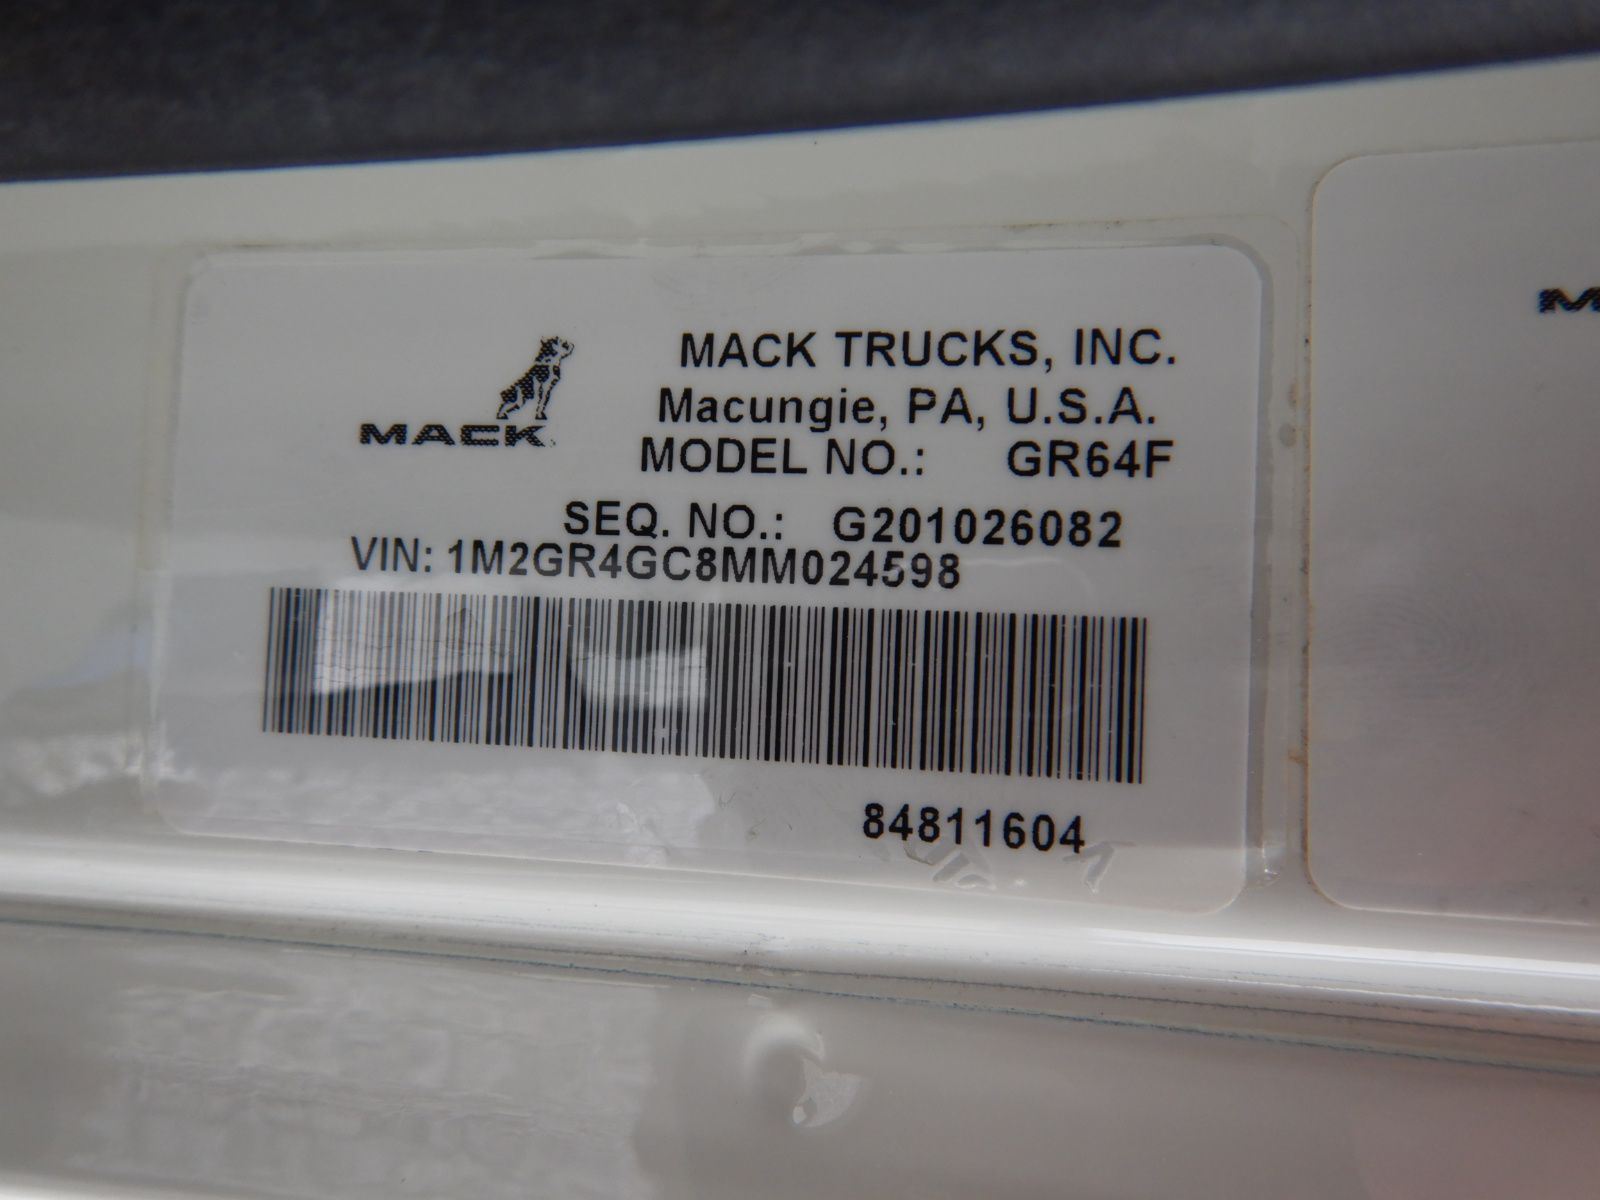 MACK
MACK TRUCKS, INC.
Macungie, PA, U.S.A.
MODEL NO.: GR64F
SEQ. NO.: G201026082
VIN: 1M2GR4GC8MM024598
84811604